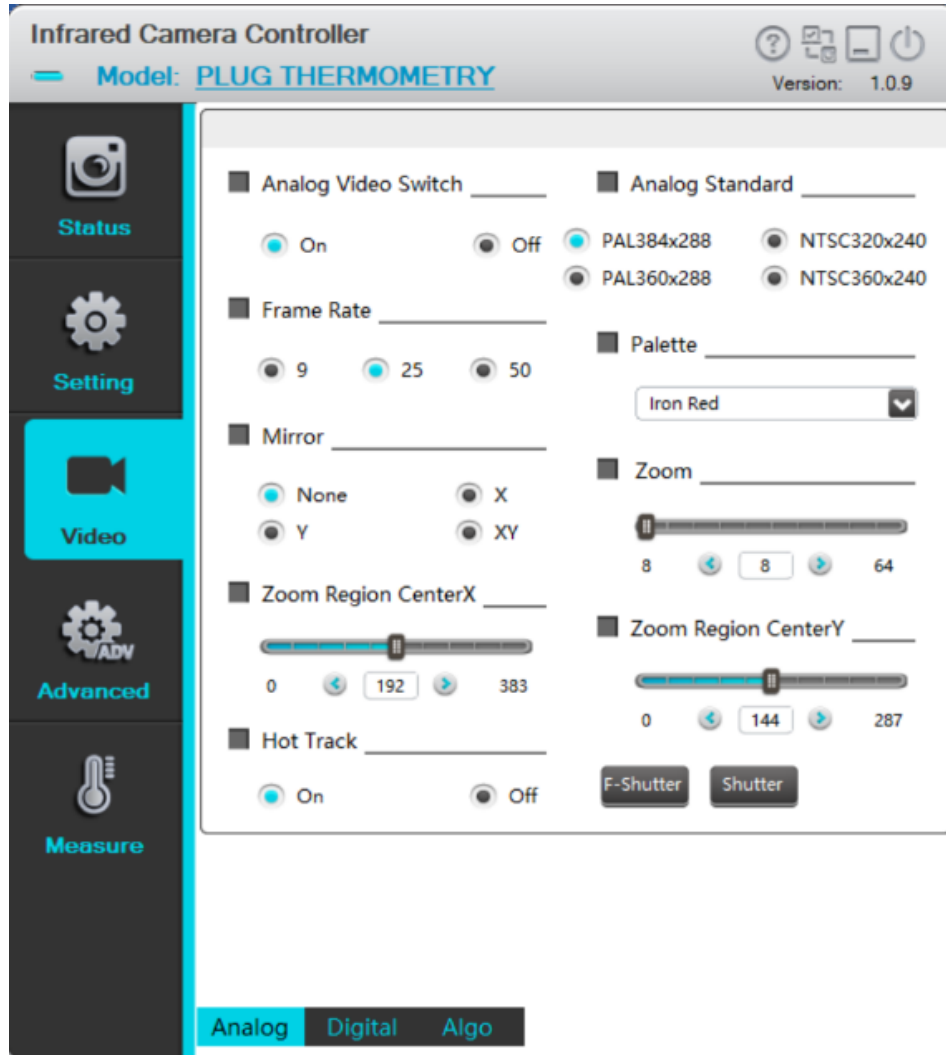 Infrared Camera Controller
Model: PLUG THERMOMETRY
Version: 1.0.9
Status
Setting
Video
ADV
Advanced
Measure
Analog Video Switch
On Off
Frame Rate
9 25 50
Mirror
None X
Y XY
Zoom Region CenterX
0 192 383
Hot Track
On Off
Analog Standard
PAL384x288 NTSC320x240
PAL360x288 NTSC360x240
Palette
Iron Red
Zoom
8 8 64
Zoom Region CenterY
0 144 287
F-Shutter Shutter
Analog Digital Algo